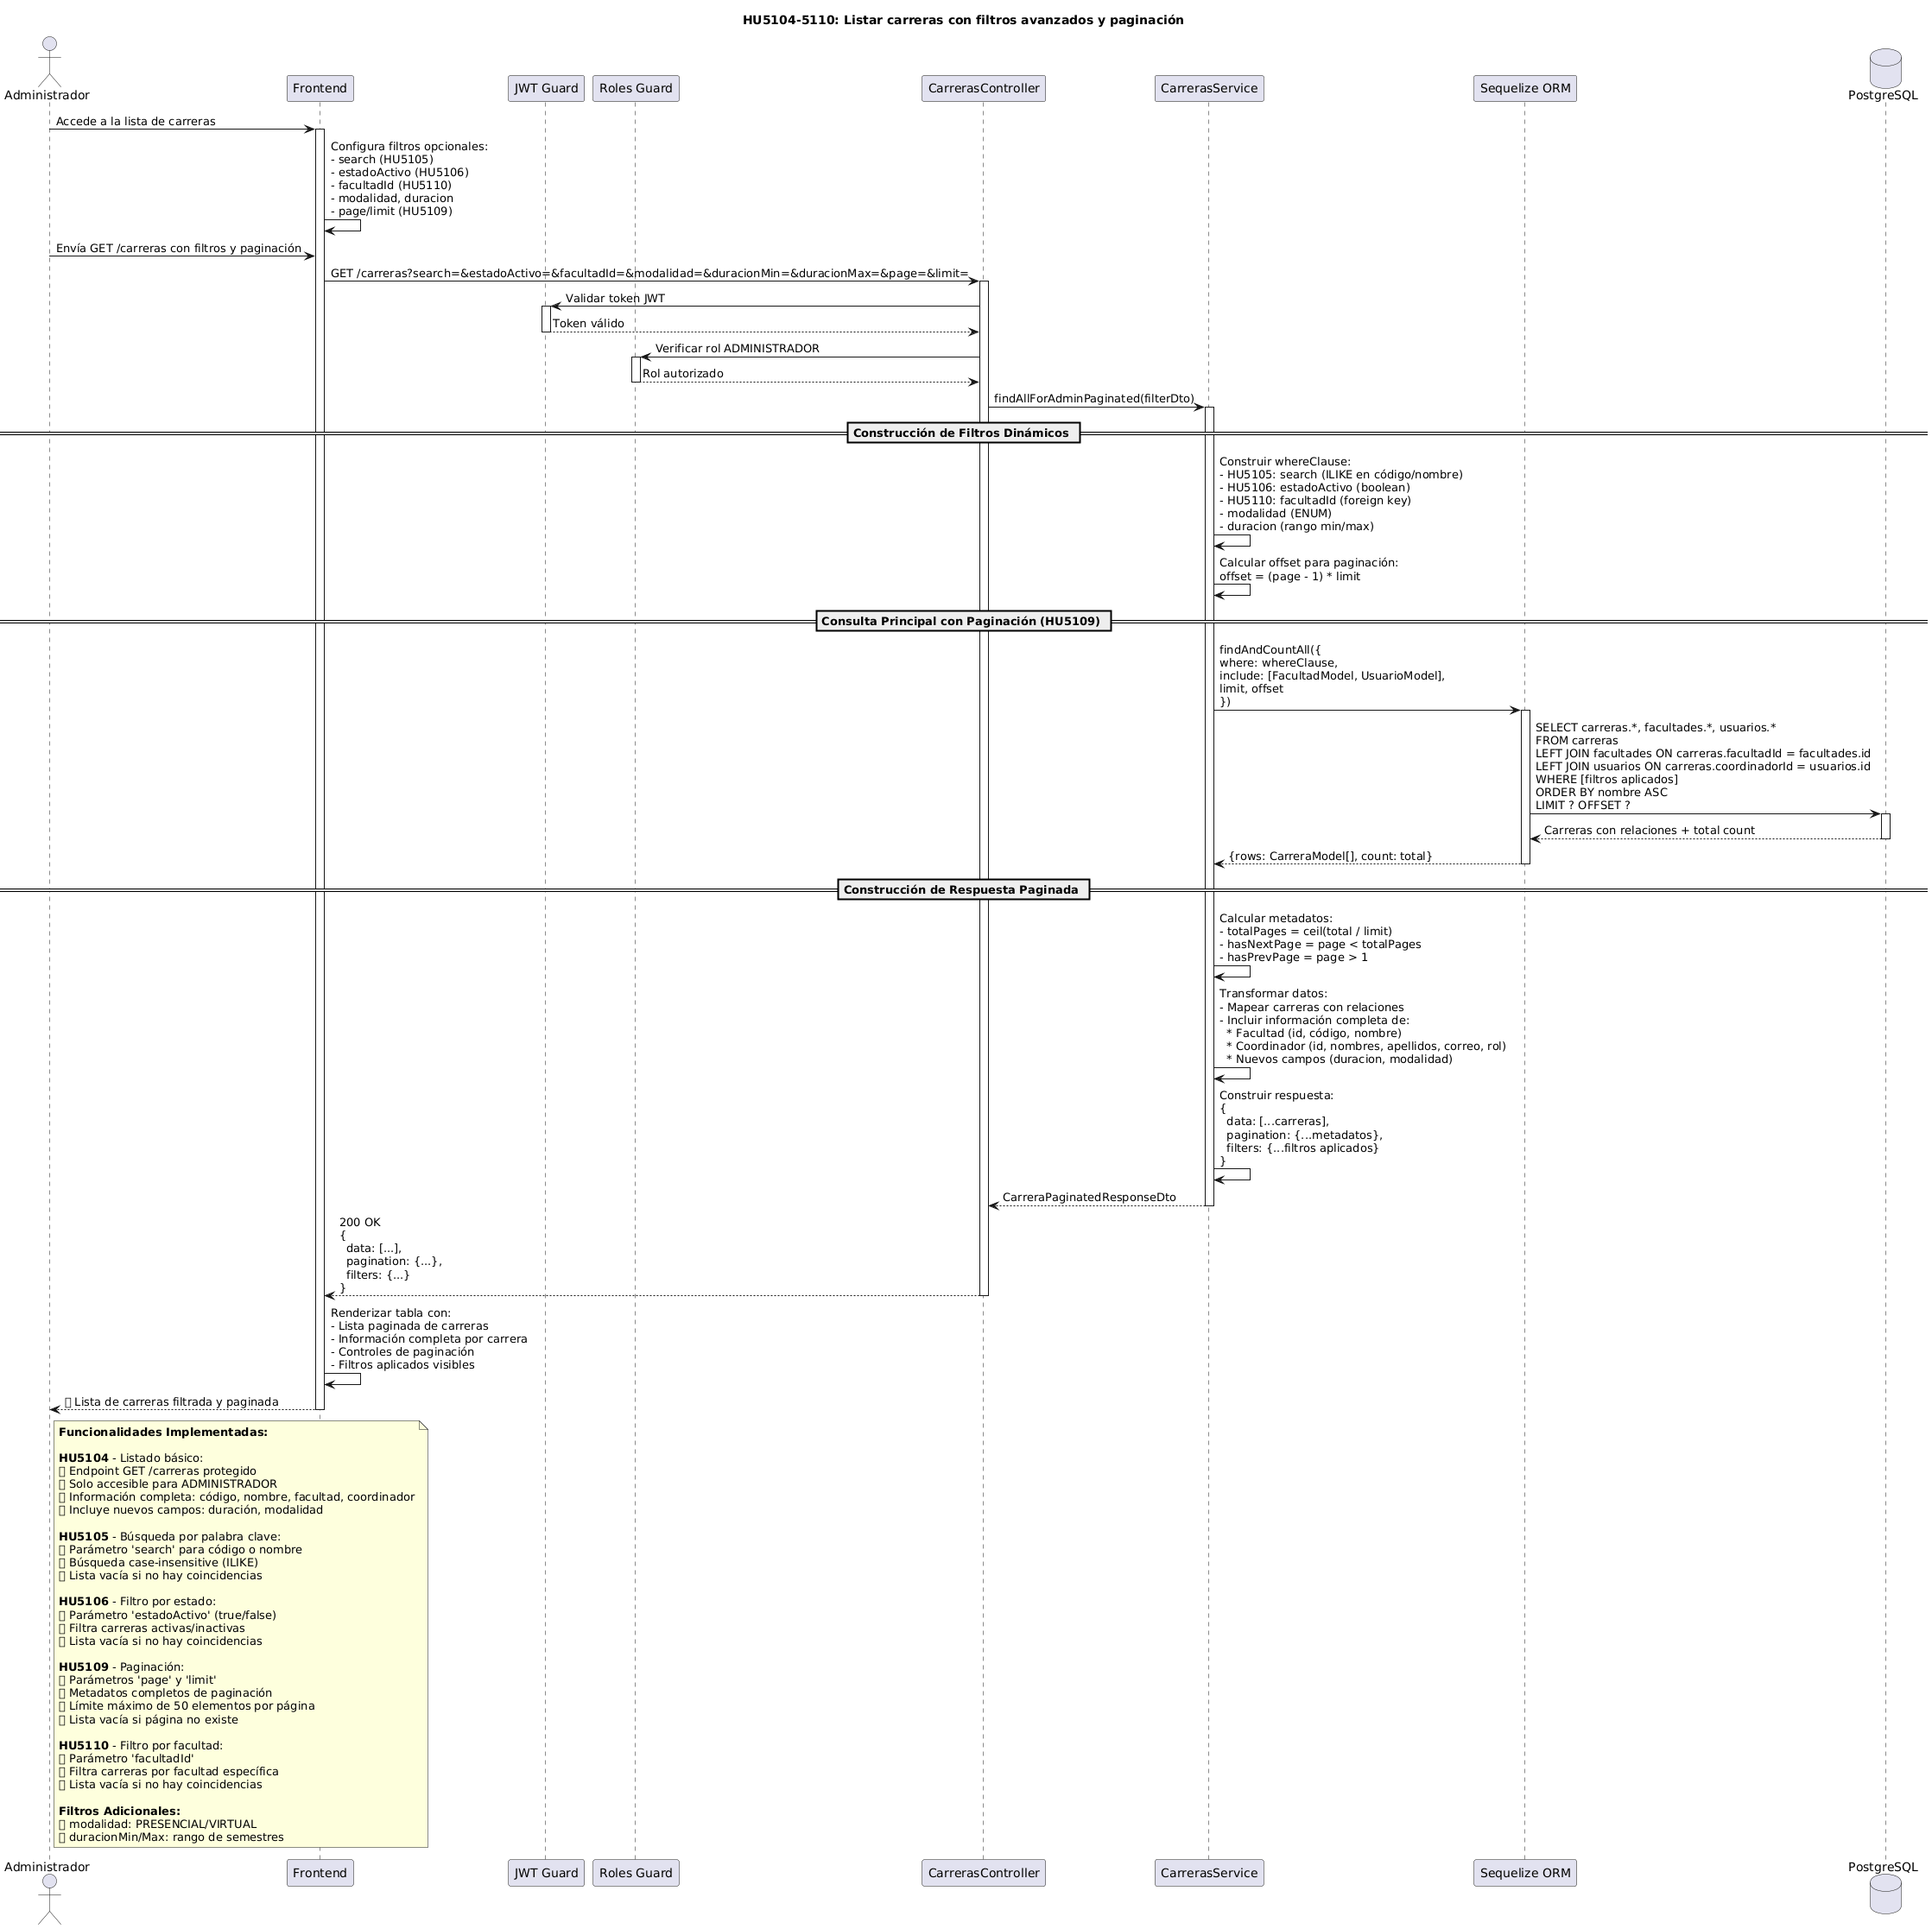 HU5104-5110: Listar carreras con filtros avanzados y paginación
Administrador
Frontend
JWT Guard
Roles Guard
CarrerasController
CarrerasService
Sequelize ORM
PostgreSQL
Accede a la lista de carreras
Configura filtros opcionales:
- search (HU5105)
- estadoActivo (HU5106)
- facultadId (HU5110)
- modalidad, duracion
- page/limit (HU5109)
Envía GET /carreras con filtros y paginación
GET /carreras?search=&estadoActivo=&facultadId=&modalidad=&duracionMin=&duracionMax=&page=&limit=
Validar token JWT
Token válido
Verificar rol ADMINISTRADOR
Rol autorizado
findAllForAdminPaginated(filterDto)
Construcción de Filtros Dinámicos
Construir whereClause:
- HU5105: search (ILIKE en código/nombre)
- HU5106: estadoActivo (boolean)
- HU5110: facultadId (foreign key)
- modalidad (ENUM)
- duracion (rango min/max)
Calcular offset para paginación:
offset = (page - 1) * limit
Consulta Principal con Paginación (HU5109)
findAndCountAll({
where: whereClause,
include: [FacultadModel, UsuarioModel],
limit, offset
})
SELECT carreras.*, facultades.*, usuarios.*
FROM carreras
LEFT JOIN facultades ON carreras.facultadId = facultades.id
LEFT JOIN usuarios ON carreras.coordinadorId = usuarios.id
WHERE [filtros aplicados]
ORDER BY nombre ASC
LIMIT ? OFFSET ?
Carreras con relaciones + total count
{rows: CarreraModel[], count: total}
Construcción de Respuesta Paginada
Calcular metadatos:
- totalPages = ceil(total / limit)
- hasNextPage = page < totalPages
- hasPrevPage = page > 1
Transformar datos:
- Mapear carreras con relaciones
- Incluir información completa de:
* Facultad (id, código, nombre)
* Coordinador (id, nombres, apellidos, correo, rol)
* Nuevos campos (duracion, modalidad)
Construir respuesta:
{
data: [...carreras],
pagination: {...metadatos},
filters: {...filtros aplicados}
}
CarreraPaginatedResponseDto
200 OK
{
data: [...],
pagination: {...},
filters: {...}
}
Renderizar tabla con:
- Lista paginada de carreras
- Información completa por carrera
- Controles de paginación
- Filtros aplicados visibles
Lista de carreras filtrada y paginada
Funcionalidades Implementadas:
HU5104 - Listado básico:
Endpoint GET /carreras protegido
Solo accesible para ADMINISTRADOR
Información completa: código, nombre, facultad, coordinador
Incluye nuevos campos: duración, modalidad
HU5105 - Búsqueda por palabra clave:
Parámetro 'search' para código o nombre
Búsqueda case-insensitive (ILIKE)
Lista vacía si no hay coincidencias
HU5106 - Filtro por estado:
Parámetro 'estadoActivo' (true/false)
Filtra carreras activas/inactivas
Lista vacía si no hay coincidencias
HU5109 - Paginación:
Parámetros 'page' y 'limit'
Metadatos completos de paginación
Límite máximo de 50 elementos por página
Lista vacía si página no existe
HU5110 - Filtro por facultad:
Parámetro 'facultadId'
Filtra carreras por facultad específica
Lista vacía si no hay coincidencias
Filtros Adicionales:
modalidad: PRESENCIAL/VIRTUAL
duracionMin/Max: rango de semestres
Administrador
Frontend
JWT Guard
Roles Guard
CarrerasController
CarrerasService
Sequelize ORM
PostgreSQL